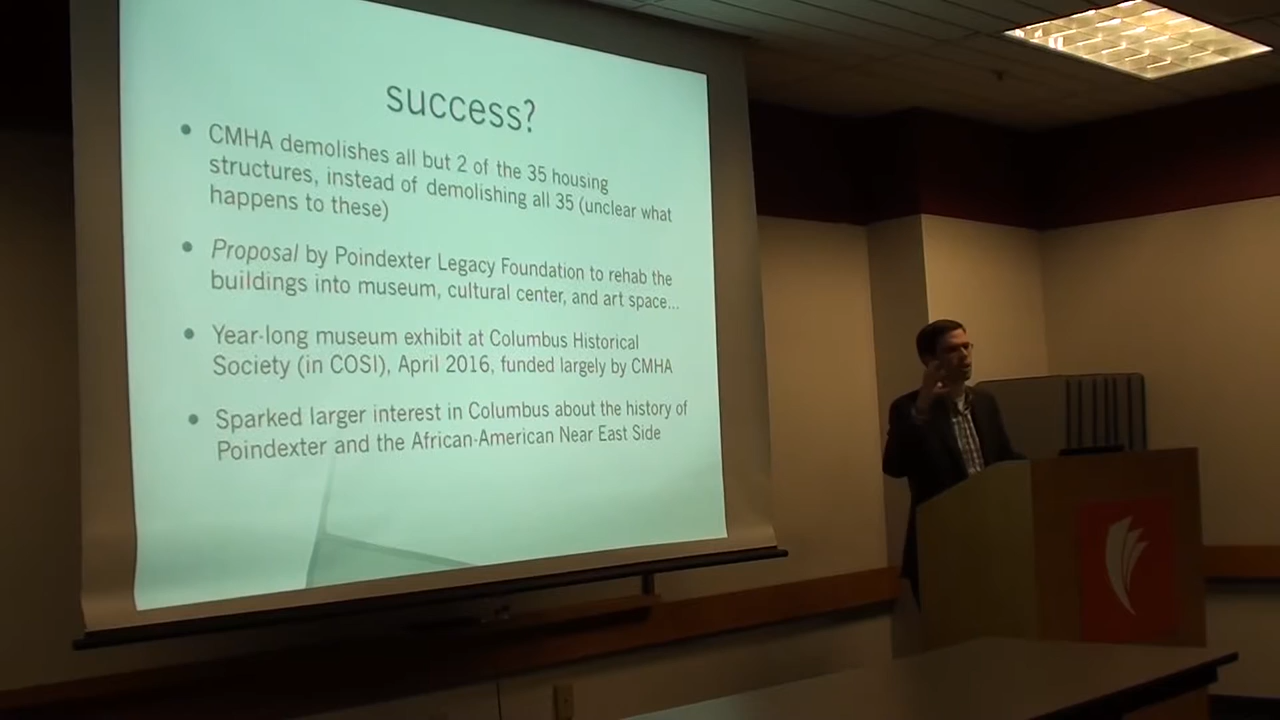 success?
• CMHA demolishes all but 2 of the 35 housing
structures, instead of demolishing all 35 (unclear what
happens to these)
• Proposal by Poindexter Legacy Foundation to rehab the
buildings into museum, cultural center, and art space...
• Year-long museum exhibit at Columbus Historical
Society (in COSI), April 2016, funded largely by CMHA
• Sparked larger interest in Columbus about the history of
Poindexter and the African-American Near East Side